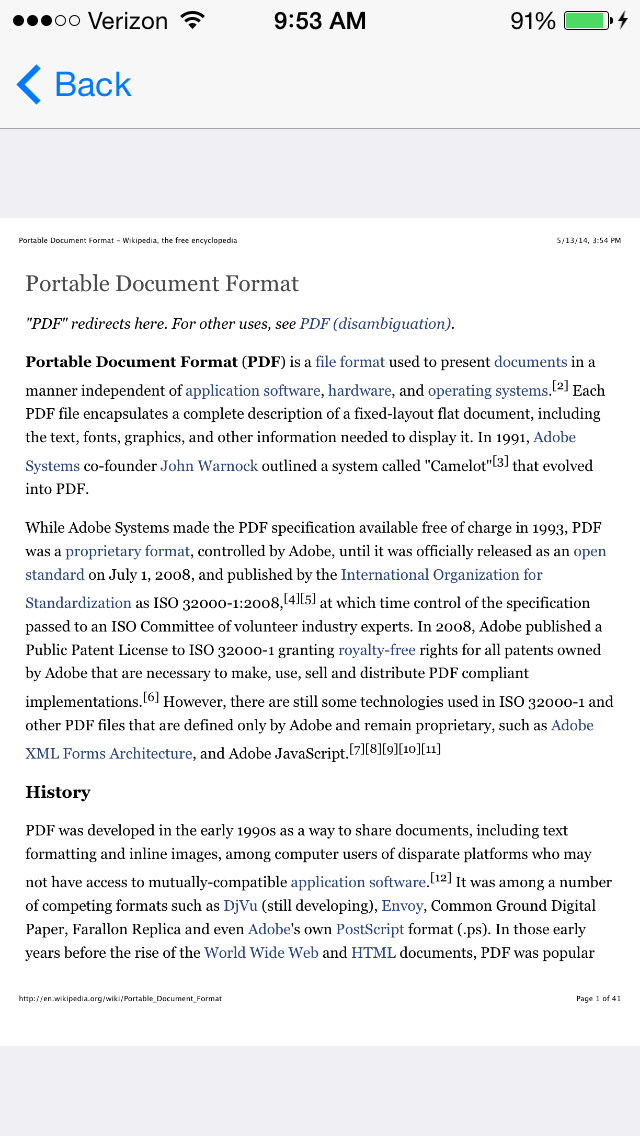 Verizon 9:53 AM 91%
Back
Portable Document Format - Wikipedia, the free encyclopedia 5/13/14, 3:54 PM
Portable Document Format
"PDF" redirects here. For other uses, see PDF (disambiguation).
Portable Document Format (PDF) is a file format used to present documents in a
manner independent of application software, hardware, and operating systems.[2] Each
PDF file encapsulates a complete description of a fixed-layout flat document, including
the text, fonts, graphics, and other information needed to display it. In 1991, Adobe
Systems co-founder John Warnock outlined a system called "Camelot"[3] that evolved
into PDF.
While Adobe Systems made the PDF specification available free of charge in 1993, PDF
was a proprietary format, controlled by Adobe, until it was officially released as an open
standard on July 1, 2008, and published by the International Organization for
Standardization as ISO 32000-1:2008,[4][5] at which time control of the specification
passed to an ISO Committee of volunteer industry experts. In 2008, Adobe published a
Public Patent License to ISO 32000-1 granting royalty-free rights for all patents owned
by Adobe that are necessary to make, use, sell and distribute PDF compliant
implementations.[6] However, there are still some technologies used in ISO 32000-1 and
other PDF files that are defined only by Adobe and remain proprietary, such as Adobe
XML Forms Architecture, and Adobe JavaScript.[7][8][9][10][11]
History
PDF was developed in the early 1990s as a way to share documents, including text
formatting and inline images, among computer users of disparate platforms who may
not have access to mutually-compatible application software.[12] It was among a number
of competing formats such as DjVu (still developing), Envoy, Common Ground Digital
Paper, Farallon Replica and even Adobe's own PostScript format (.ps). In those early
years before the rise of the World Wide Web and HTML documents, PDF was popular
http://en.wikipedia.org/wiki/Portable_Document_Format Page 1 of 41